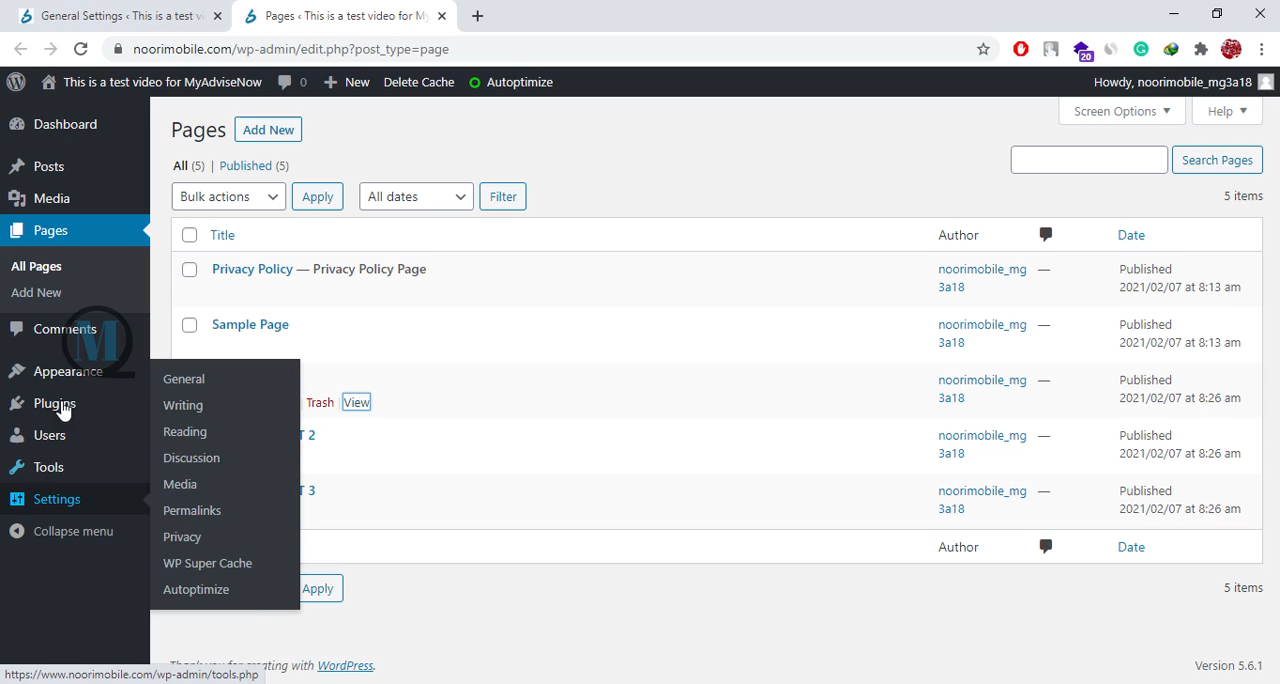 General Settings ‹ This is a test v
Pages ‹ This is a test video for My
noorimobile.com/wp-admin/edit.php?post_type=page
20
This is a test video for MyAdviseNow 0 New Delete Cache Autoptimize
Howdy, noorimobile_mg3a18
Dashboard
Posts
Media
Pages
All Pages
Add New
Comments
Appearance
Plugins
Users
Tools
Settings
Collapse menu
General
Writing
Reading
Discussion
Media
Permalinks
Privacy
WP Super Cache
Autoptimize
Screen Options
Help
Pages Add New
All (5) | Published (5)
Search Pages
Bulk actions Apply All dates Filter
5 items
Title Author Date
Privacy Policy — Privacy Policy Page noorimobile_mg — Published
3a18 2021/02/07 at 8:13 am
Sample Page noorimobile_mg — Published
3a18 2021/02/07 at 8:13 am
noorimobile_mg — Published
3a18 2021/02/07 at 8:26 am
Trash | View
T 2 noorimobile_mg — Published
3a18 2021/02/07 at 8:26 am
T 3 noorimobile_mg — Published
3a18 2021/02/07 at 8:26 am
Author Date
Apply
5 items
Thank you for creating with WordPress.
Version 5.6.1
https://www.noorimobile.com/wp-admin/tools.php
M